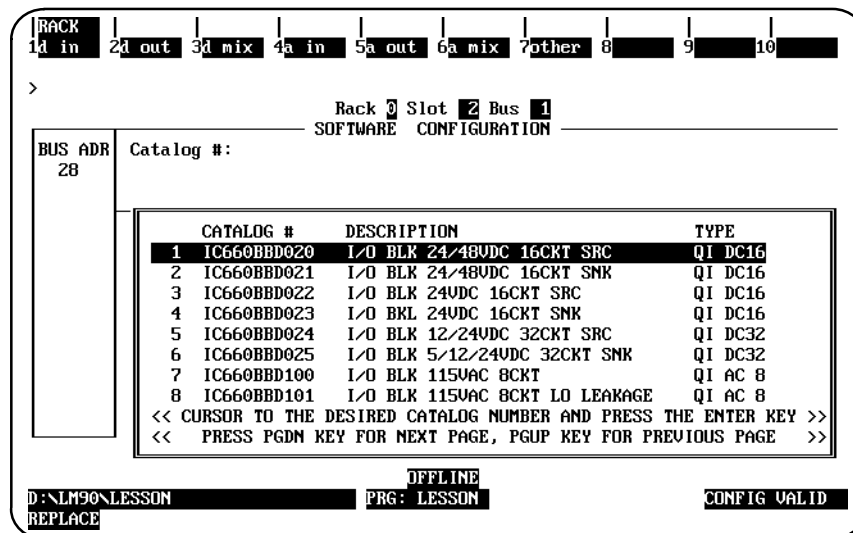 RACK
1d in 2d out 3d mix 4a in 5a out 6a mix 7other 8 9 10
>
Rack 0 Slot 2 Bus 1
SOFTWARE CONFIGURATION
BUS ADR Catalog #:
28
CATALOG # DESCRIPTION TYPE
1 IC660BBD020 I/O BLK 24/48VDC 16CKT SRC QI DC16
2 IC660BBD021 I/O BLK 24/48VDC 16CKT SNK QI DC16
3 IC660BBD022 I/O BLK 24VDC 16CKT SRC QI DC16
4 IC660BBD023 I/O BKL 24VDC 16CKT SNK QI DC16
5 IC660BBD024 I/O BLK 12/24VDC 32CKT SRC QI DC32
6 IC660BBD025 I/O BLK 5/12/24VDC 32CKT SNK QI DC32
7 IC660BBD100 I/O BLK 115VAC 8CKT QI AC 8
8 IC660BBD101 I/O BLK 115VAC 8CKT LO LEAKAGE QI AC 8
<< CURSOR TO THE DESIRED CATALOG NUMBER AND PRESS THE ENTER KEY >>
<< PRESS PGDN KEY FOR NEXT PAGE, PGUP KEY FOR PREVIOUS PAGE >>
OFFLINE
D:\LM90\LESSON PRG: LESSON CONFIG VALID
REPLACE